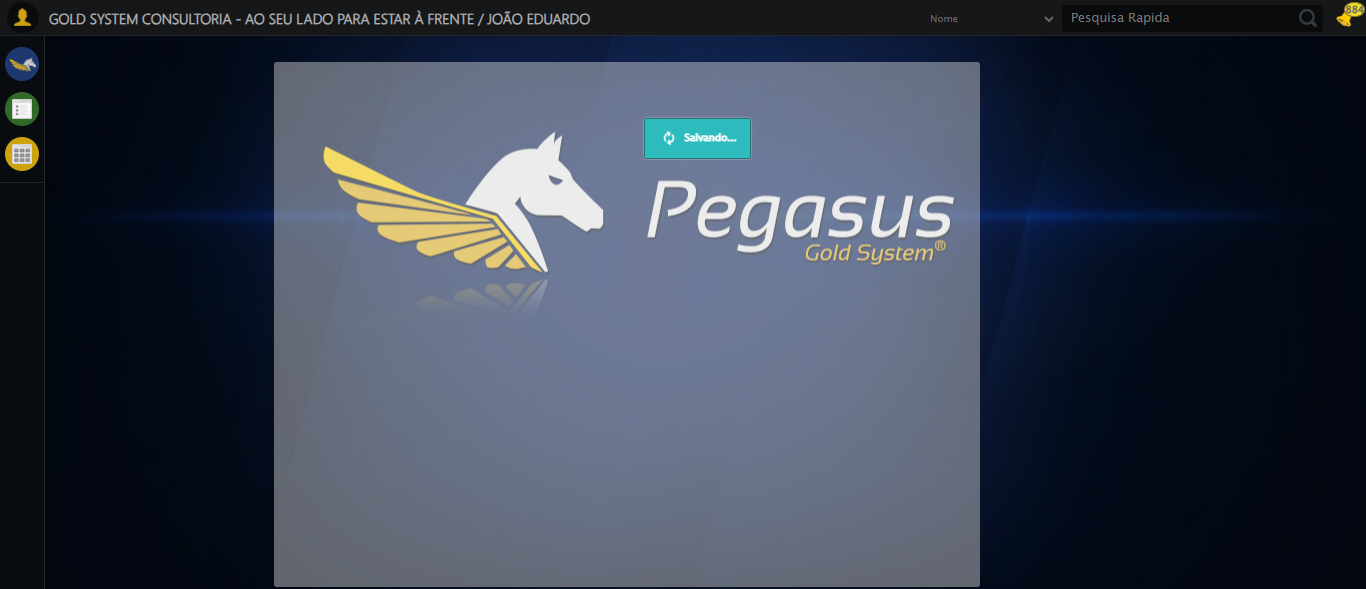 GOLD SYSTEM CONSULTORIA - AO SEU LADO PARA ESTAR À FRENTE / JOÃO EDUARDO
Nome
Pesquisa Rapida
884
Salvando...
Pegasus
Gold System®